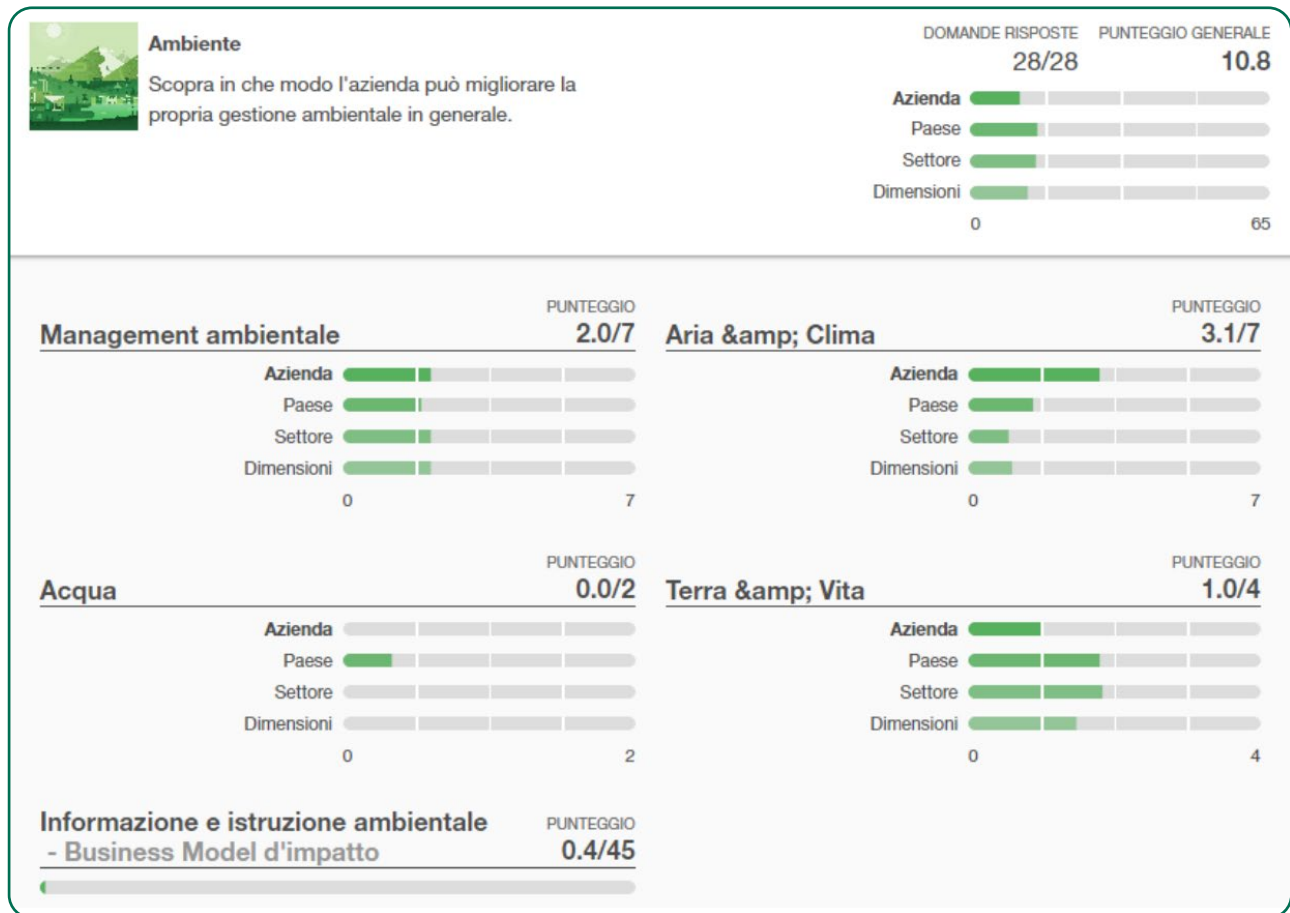 Ambiente
Scopra in che modo l'azienda può migliorare la
propria gestione ambientale in generale.
DOMANDE RISPOSTE PUNTEGGIO GENERALE
28/28 10.8
Azienda
Paese
Settore
Dimensioni
0 65
PUNTEGGIO
Management ambientale 2.0/7
Azienda
Paese
Settore
Dimensioni
0 7
PUNTEGGIO
Aria &amp; Clima 3.1/7
Azienda
Paese
Settore
Dimensioni
0 7
PUNTEGGIO
Acqua 0.0/2
Azienda
Paese
Settore
Dimensioni
0 2
PUNTEGGIO
Terra &amp; Vita 1.0/4
Azienda
Paese
Settore
Dimensioni
0 4
Informazione e istruzione ambientale PUNTEGGIO
- Business Model d'impatto 0.4/45